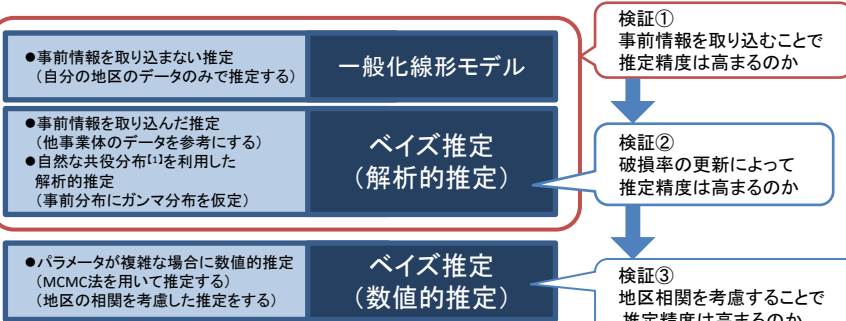 ●事前情報を取り込まない推定
(自分の地区のデータのみで推定する)
一般化線形モデル
●事前情報を取り込んだ推定
(他事業体のデータを参考にする)
●自然な共役分布[1]を利用した
解析的推定
(事前分布にガンマ分布を仮定)
ベイズ推定
(解析的推定)
●パラメータが複雑な場合に数値的推定
(MCMC法を用いて推定する)
(地区の相関を考慮した推定をする)
ベイズ推定
(数値的推定)
検証①
事前情報を取り込むことで
推定精度は高まるのか
検証②
破損率の更新によって
推定精度は高まるのか
検証③
地区相関を考慮することで
推定精度は高まるのか